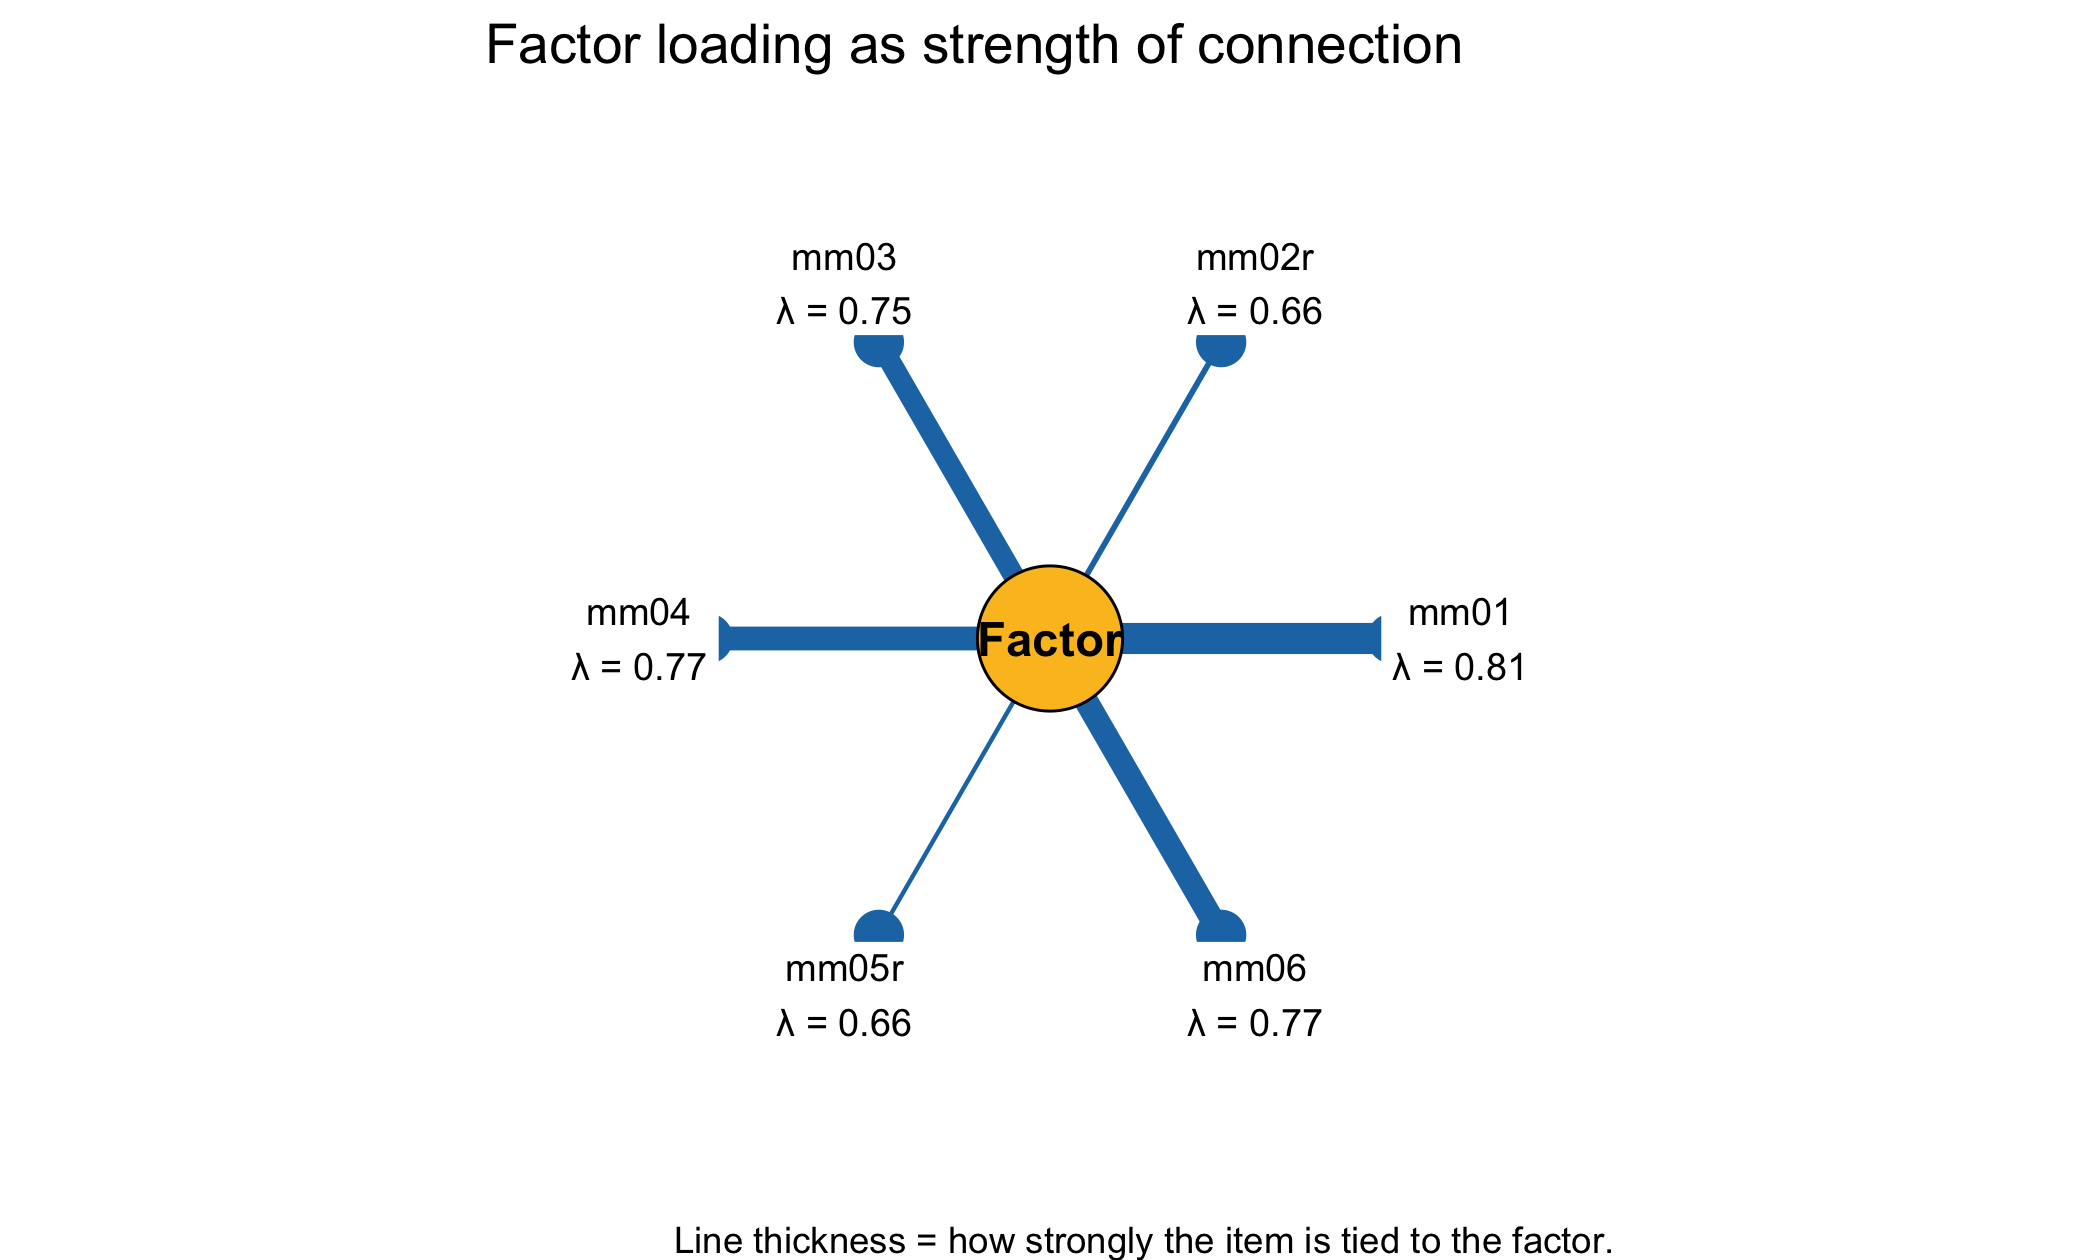 Factor loading as strength of connection
mm03
λ = 0.75
mm02r
λ = 0.66
mm04
λ = 0.77
Factor
mm01
λ = 0.81
mm05r
λ = 0.66
mm06
λ = 0.77
Line thickness = how strongly the item is tied to the factor.